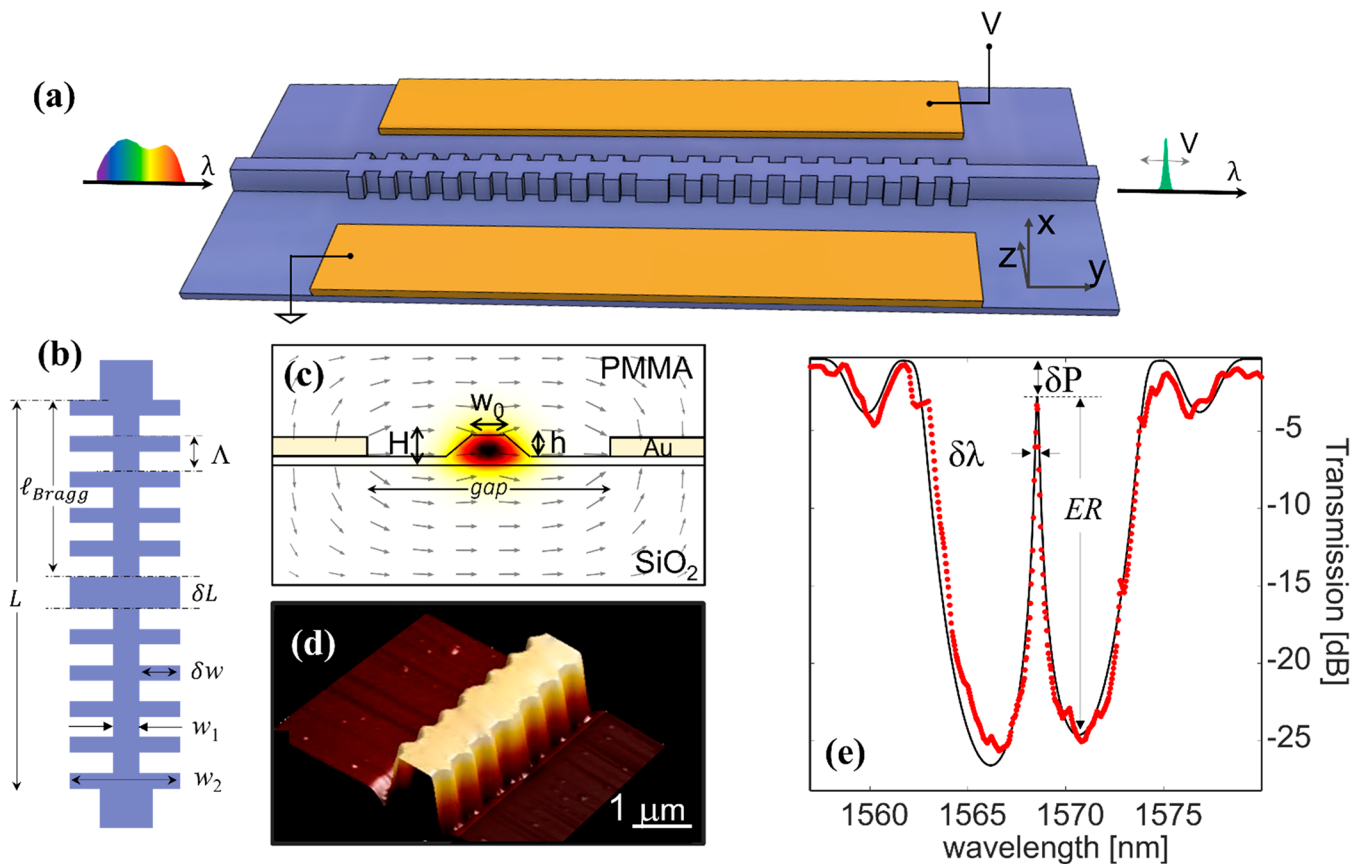 (a)
V
λ
V
λ
x
z
y
(b)
Λ
ℓBragg
L
δL
δw
w1
w2
(c)
PMMA
w0
H
h
Au
gap
SiO2
(d)
1 μm
(e)
δP
δλ
ER
-5
-10
-15
-20
-25
Transmission [dB]
1560 1565 1570 1575
wavelength [nm]